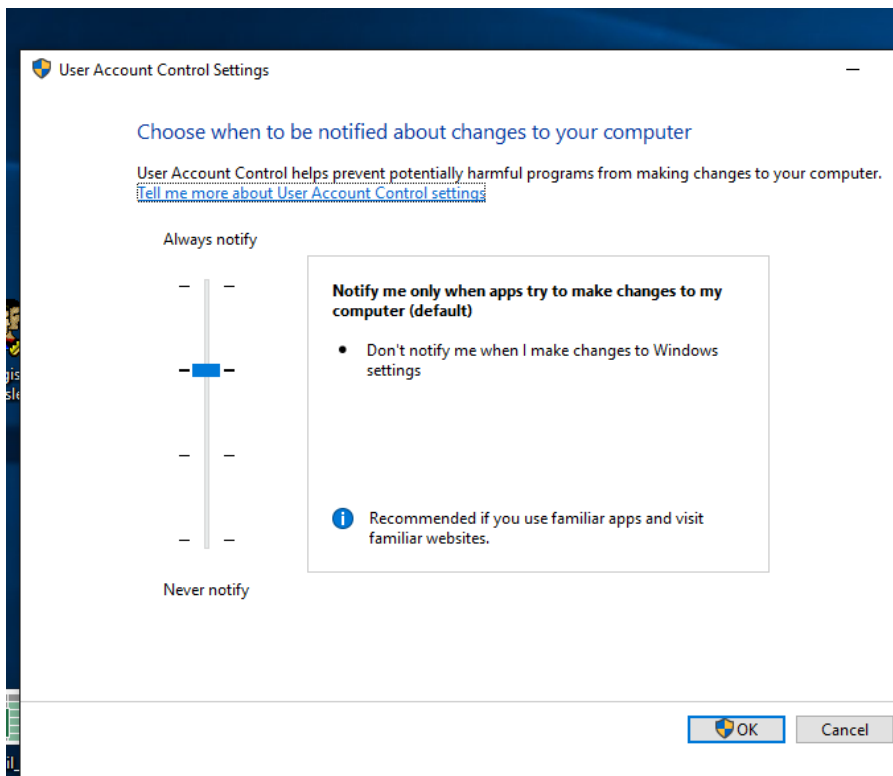 User Account Control Settings
Choose when to be notified about changes to your computer
User Account Control helps prevent potentially harmful programs from making changes to your computer.
Tell me more about User Account Control settings
Always notify
Notify me only when apps try to make changes to my
computer (default)
• Don't notify me when I make changes to Windows
settings
Recommended if you use familiar apps and visit
familiar websites.
Never notify
OK
Cancel